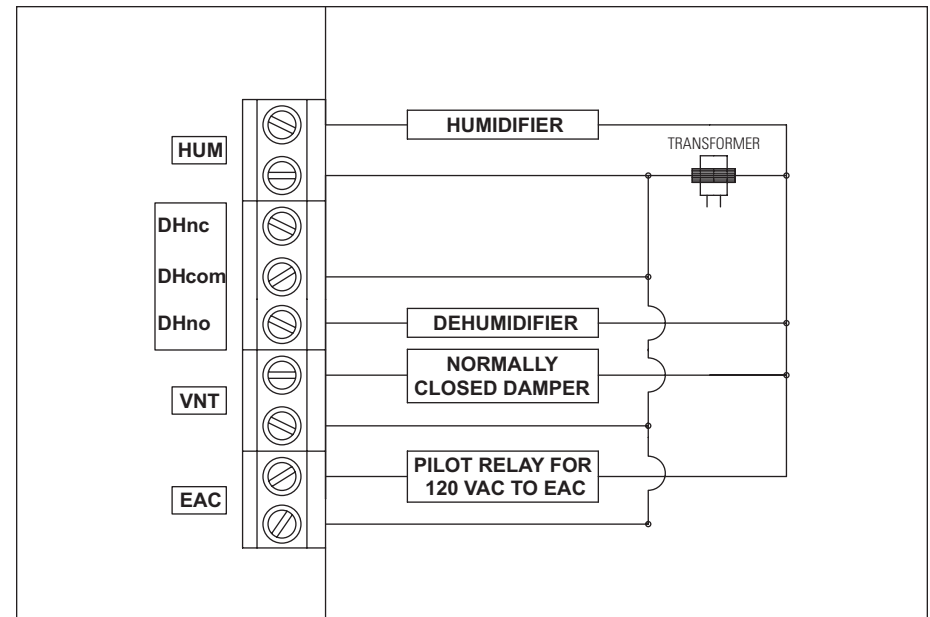 HUMIDIFIER
TRANSFORMER
HUM
DHnc
DHcom
DHno
DEHUMIDIFIER
NORMALLY
CLOSED DAMPER
VNT
PILOT RELAY FOR
120 VAC TO EAC
EAC